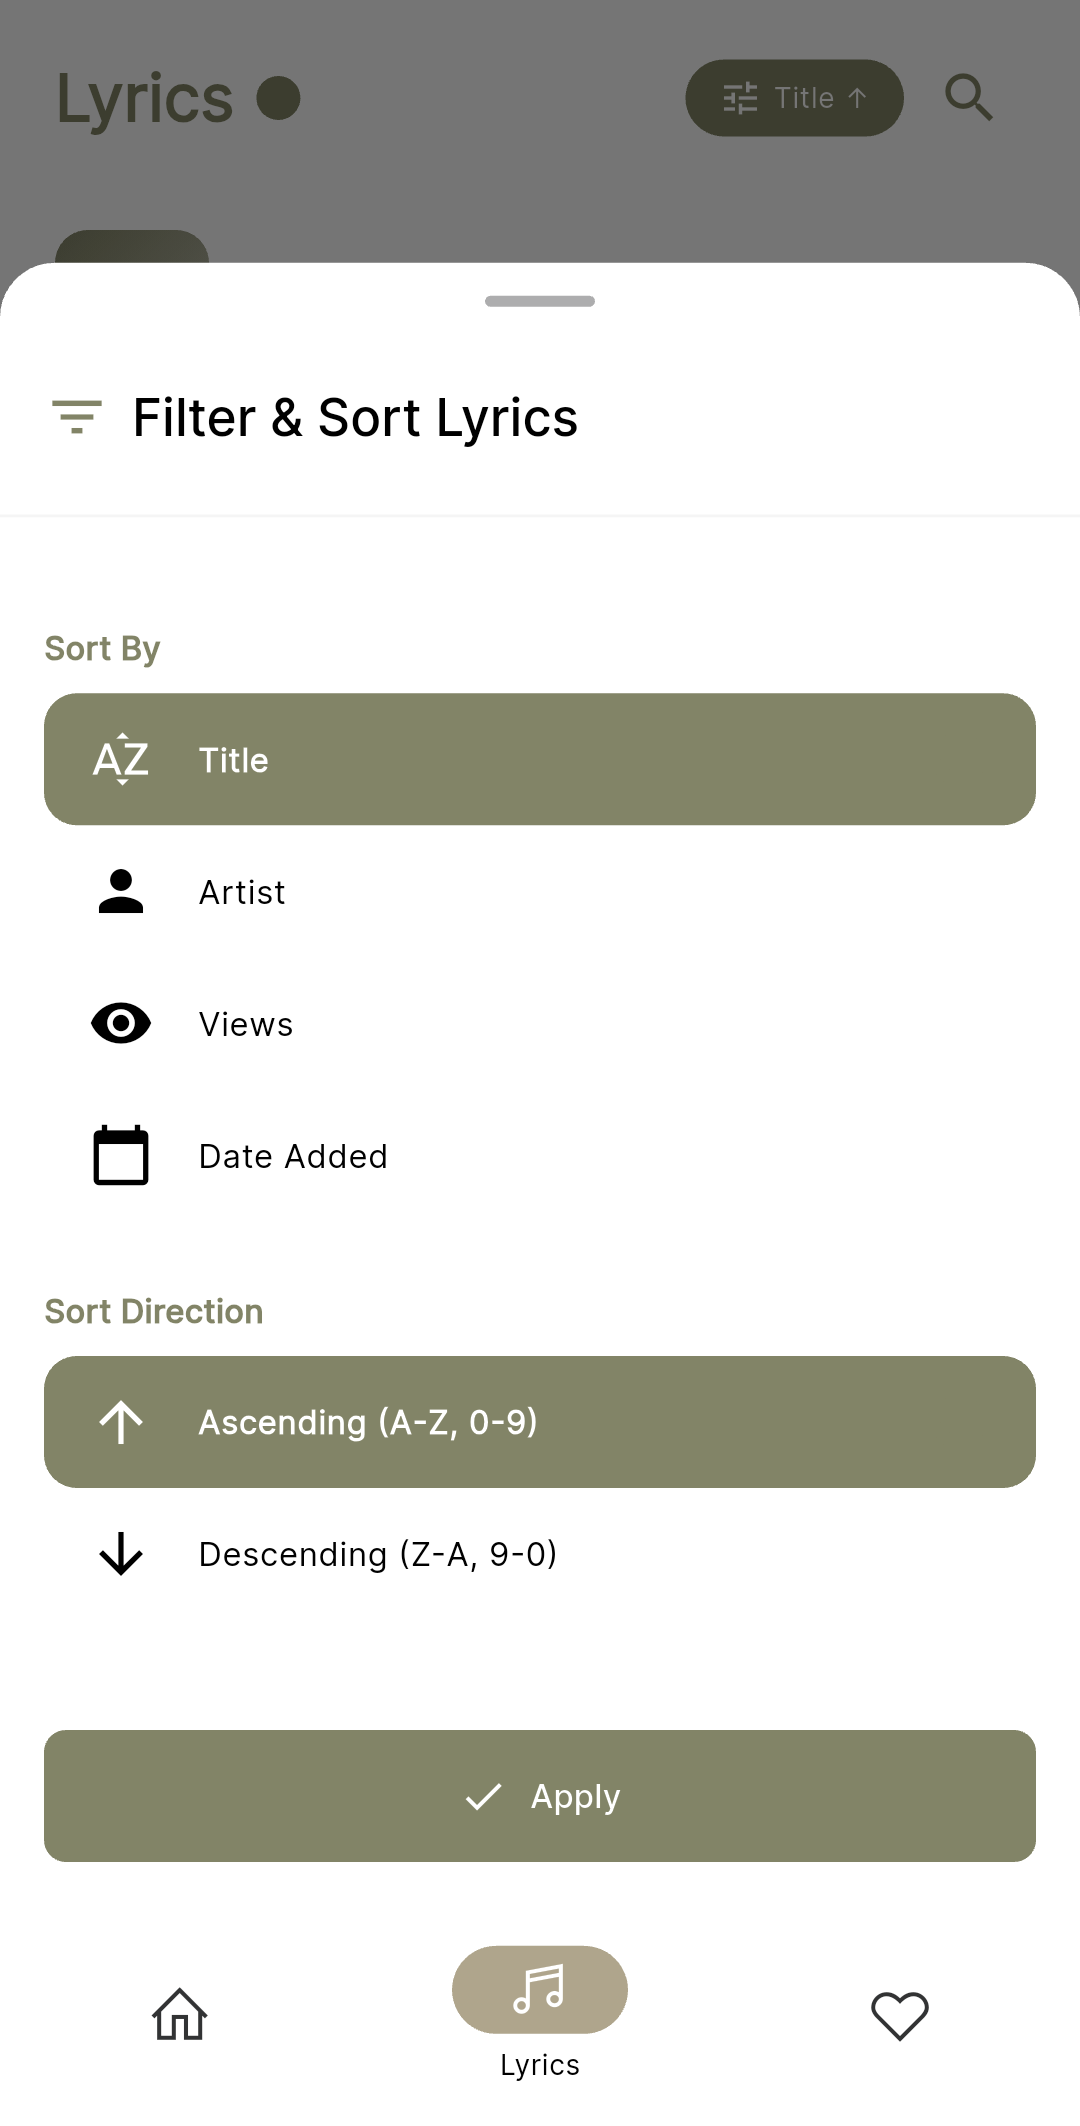 Lyrics
Title ↑
Filter & Sort Lyrics
Sort By
AZ Title
Artist
Views
Date Added
Sort Direction
Ascending (A-Z, 0-9)
Descending (Z-A, 9-0)
Apply
Lyrics